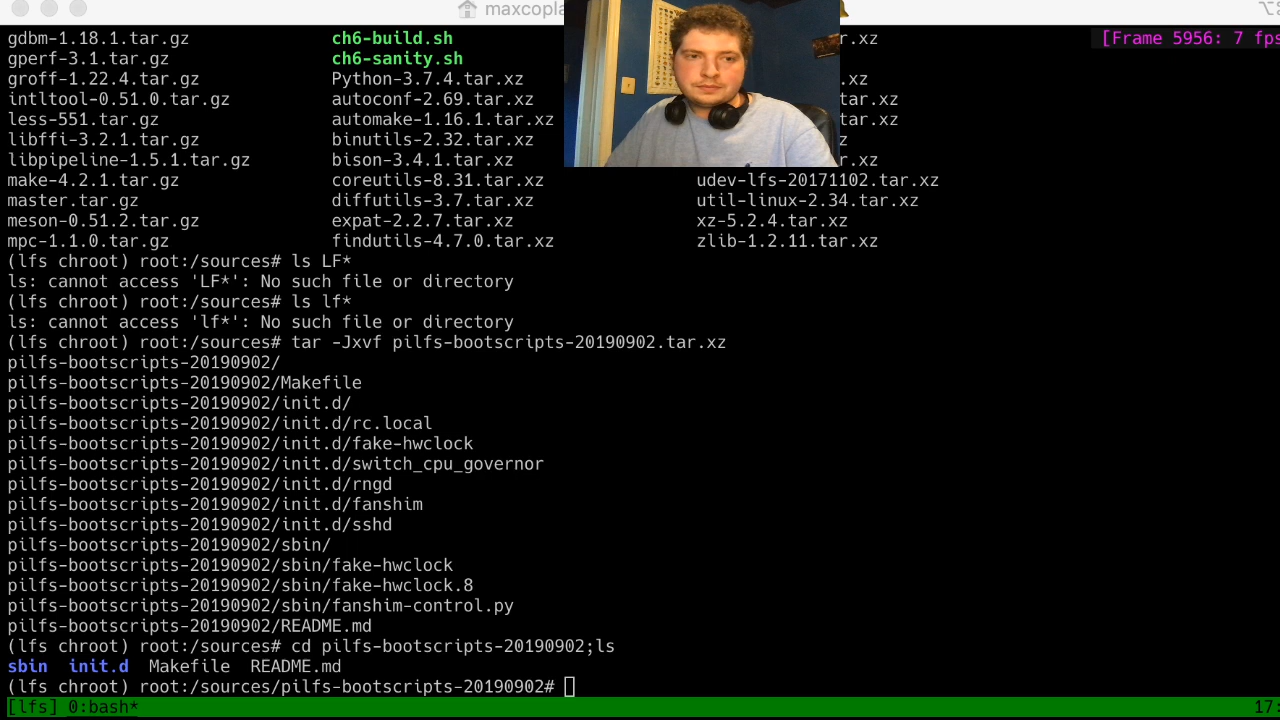 maxcopla
gdbm-1.18.1.tar.gz ch6-build.sh r.xz [Frame 5956: 7 fps
gperf-3.1.tar.gz ch6-sanity.sh
groff-1.22.4.tar.gz Python-3.7.4.tar.xz .xz
intltool-0.51.0.tar.gz autoconf-2.69.tar.xz tar.xz
less-551.tar.gz automake-1.16.1.tar.xz tar.xz
libffi-3.2.1.tar.gz binutils-2.32.tar.xz z
libpipeline-1.5.1.tar.gz bison-3.4.1.tar.xz r.xz
make-4.2.1.tar.gz coreutils-8.31.tar.xz udev-lfs-20171102.tar.xz
master.tar.gz diffutils-3.7.tar.xz util-linux-2.34.tar.xz
meson-0.51.2.tar.gz expat-2.2.7.tar.xz xz-5.2.4.tar.xz
mpc-1.1.0.tar.gz findutils-4.7.0.tar.xz zlib-1.2.11.tar.xz
(lfs chroot) root:/sources# ls LF*
ls: cannot access 'LF*': No such file or directory
(lfs chroot) root:/sources# ls lf*
ls: cannot access 'lf*': No such file or directory
(lfs chroot) root:/sources# tar -Jxvf pilfs-bootscripts-20190902.tar.xz
pilfs-bootscripts-20190902/
pilfs-bootscripts-20190902/Makefile
pilfs-bootscripts-20190902/init.d/
pilfs-bootscripts-20190902/init.d/rc.local
pilfs-bootscripts-20190902/init.d/fake-hwclock
pilfs-bootscripts-20190902/init.d/switch_cpu_governor
pilfs-bootscripts-20190902/init.d/rngd
pilfs-bootscripts-20190902/init.d/fanshim
pilfs-bootscripts-20190902/init.d/sshd
pilfs-bootscripts-20190902/sbin/
pilfs-bootscripts-20190902/sbin/fake-hwclock
pilfs-bootscripts-20190902/sbin/fake-hwclock.8
pilfs-bootscripts-20190902/sbin/fanshim-control.py
pilfs-bootscripts-20190902/README.md
(lfs chroot) root:/sources# cd pilfs-bootscripts-20190902;ls
sbin init.d Makefile README.md
(lfs chroot) root:/sources/pilfs-bootscripts-20190902#
[lfs] 0:bash* 17: